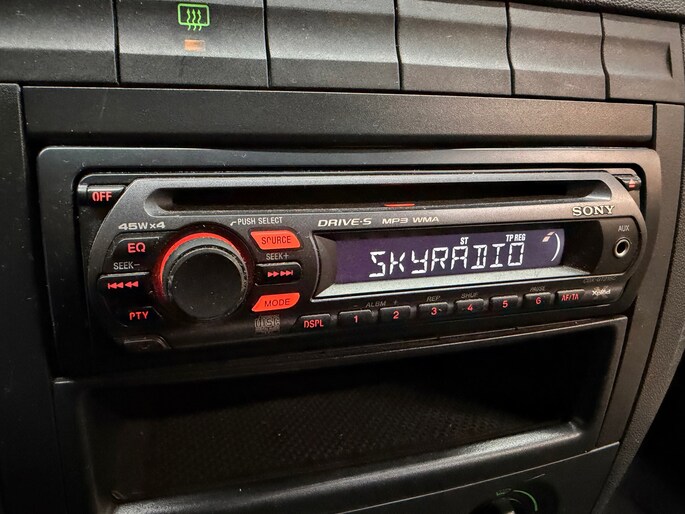 OFF
45W×4
PUSH SELECT
DRIVE-S MP3 WMA
SONY
EQ
SOURCE
ST
TP REG
AUX
SEEK−
SEEK+
SKYRADIO
PTY
MODE
− ALBM + REP SHUF PAUSE
DSPL 1 2 3 4 5 6 AF/TA